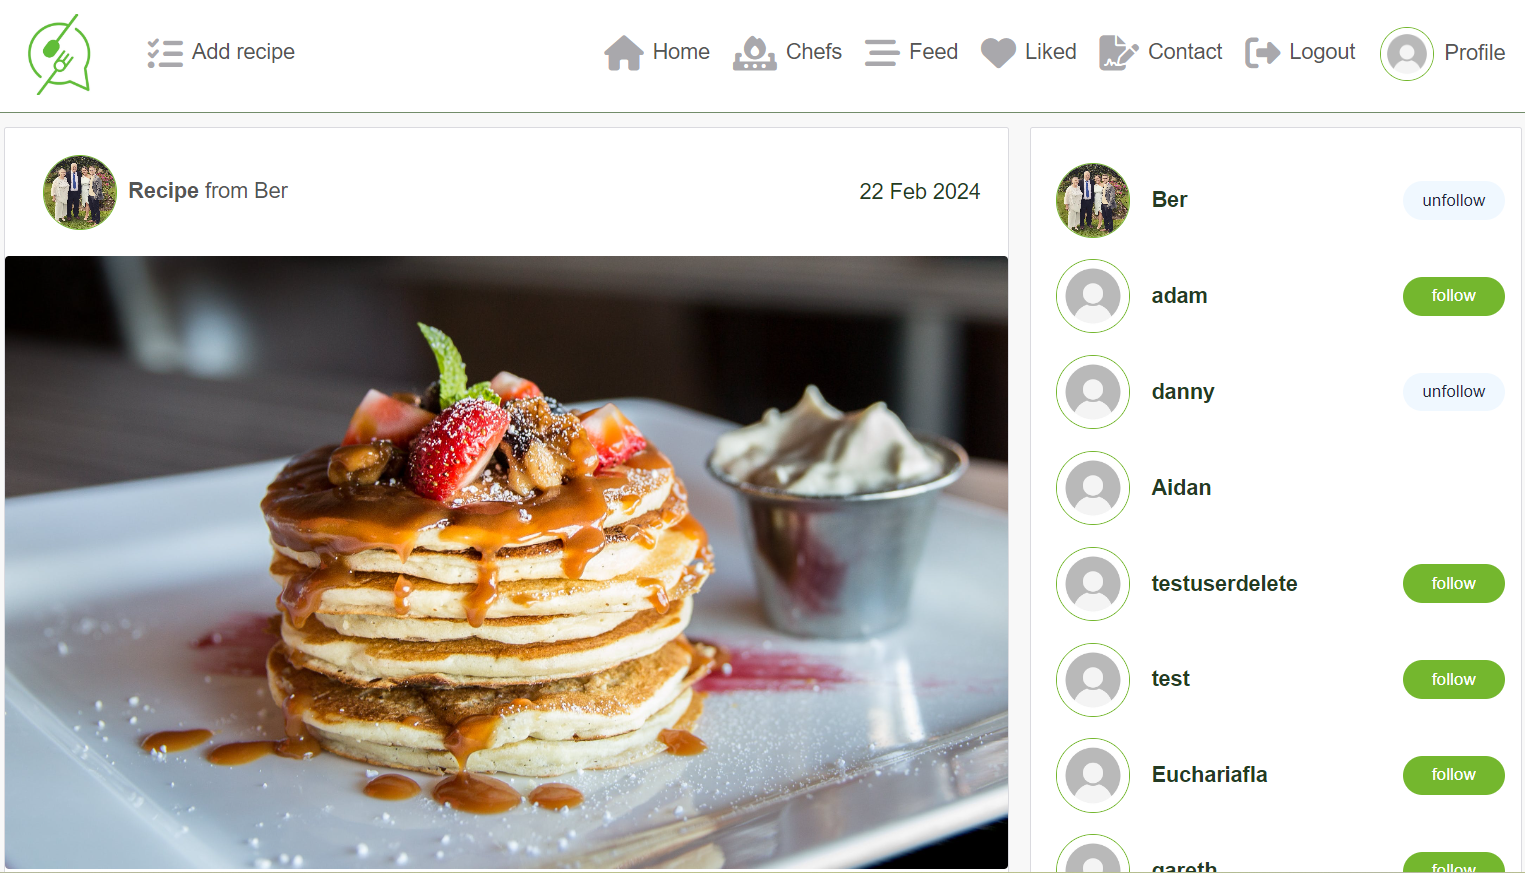 Add recipe
Home
Chefs
Feed
Liked
Contact
Logout
Profile
Recipe from Ber
22 Feb 2024
Ber
unfollow
adam
follow
danny
unfollow
Aidan
testuserdelete
follow
test
follow
Euchariafla
follow
gareth
follow